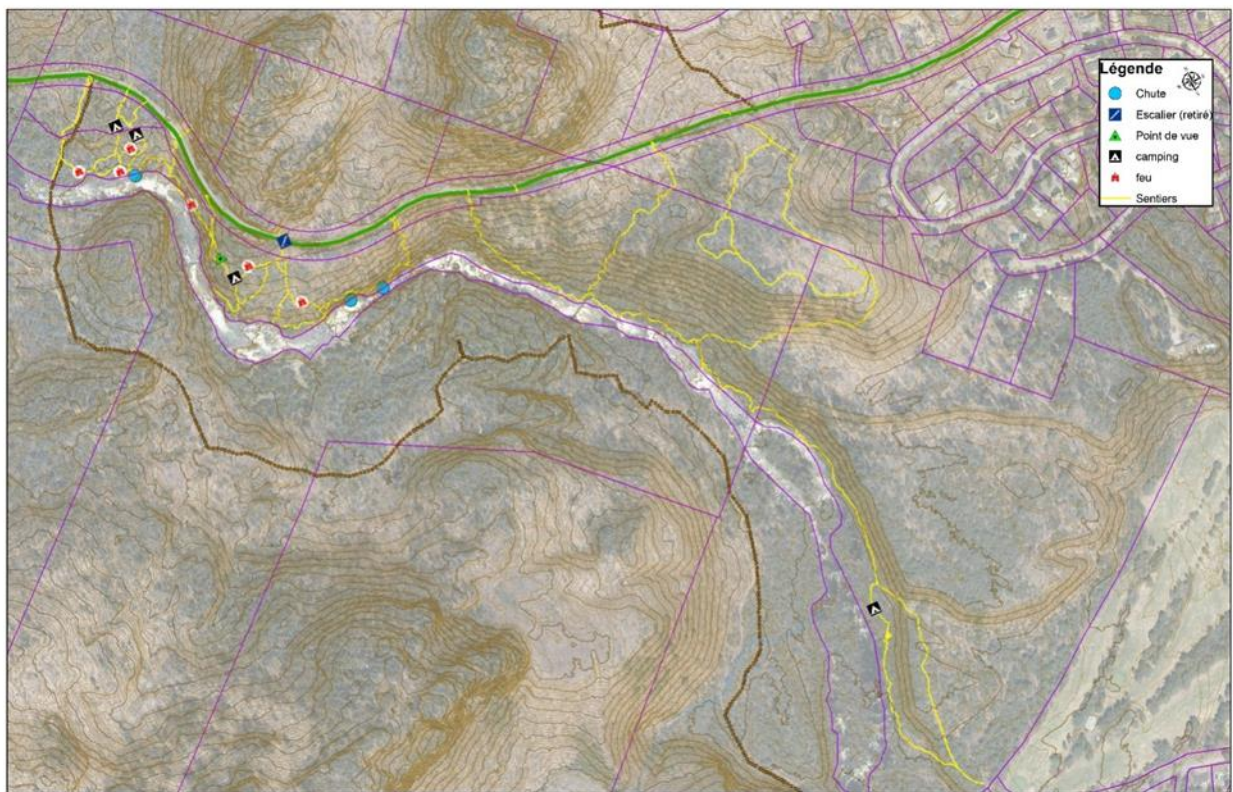 Légende
Chute
Escalier (retiré)
Point de vue
camping
feu
Sentiers